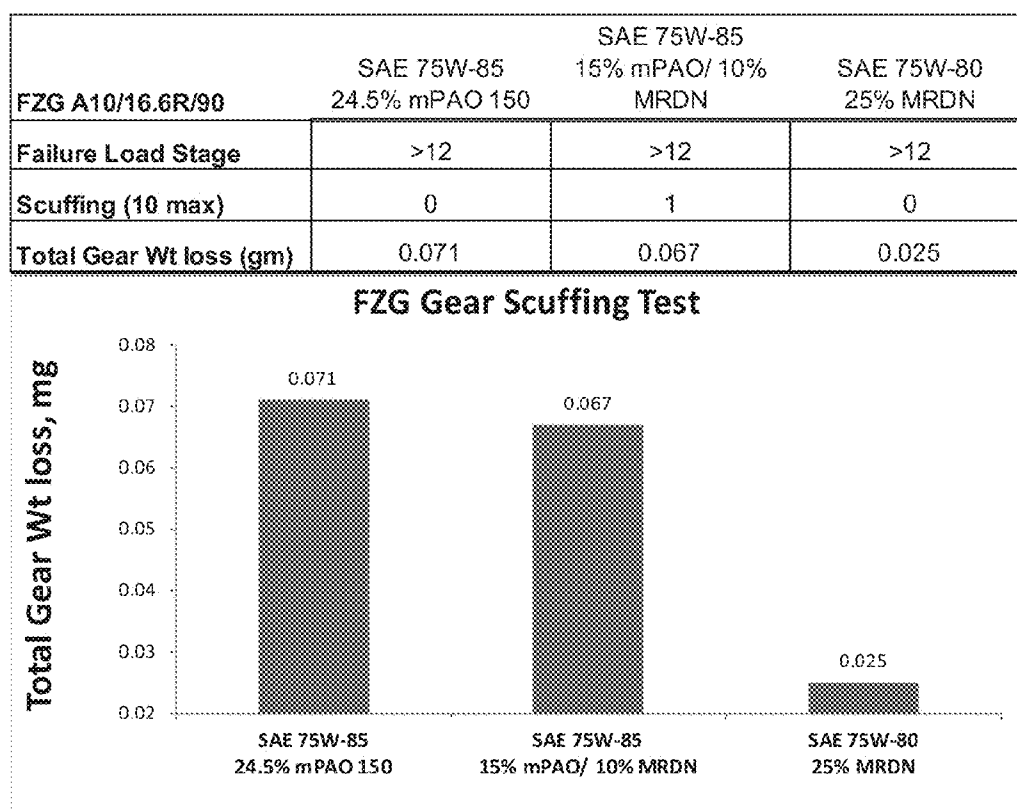 FZG A10/16.6R/90
SAE 75W-85
24.5% mPAO 150
SAE 75W-85
15% mPAO/ 10%
MRDN
SAE 75W-80
25% MRDN
Failure Load Stage >12 >12 >12
Scuffing (10 max) 0 1 0
Total Gear Wt loss (gm) 0.071 0.067 0.025
FZG Gear Scuffing Test
Total Gear Wt loss, mg
0.08
0.07
0.06
0.05
0.04
0.03
0.02
0.071
0.067
0.025
SAE 75W-85
24.5% mPAO 150
SAE 75W-85
15% mPAO/ 10% MRDN
SAE 75W-80
25% MRDN